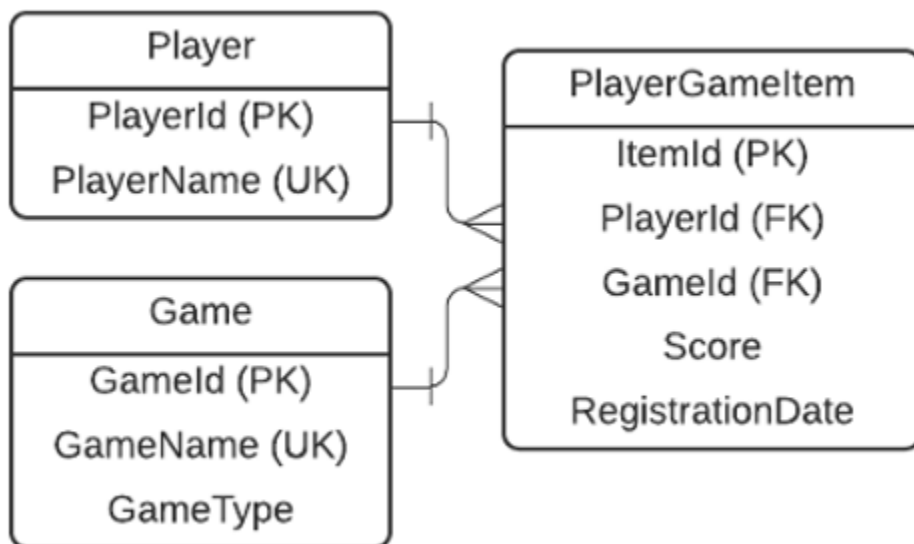 Player
PlayerId (PK)
PlayerName (UK)
Game
GameId (PK)
GameName (UK)
GameType
PlayerGameItem
ItemId (PK)
PlayerId (FK)
GameId (FK)
Score
RegistrationDate